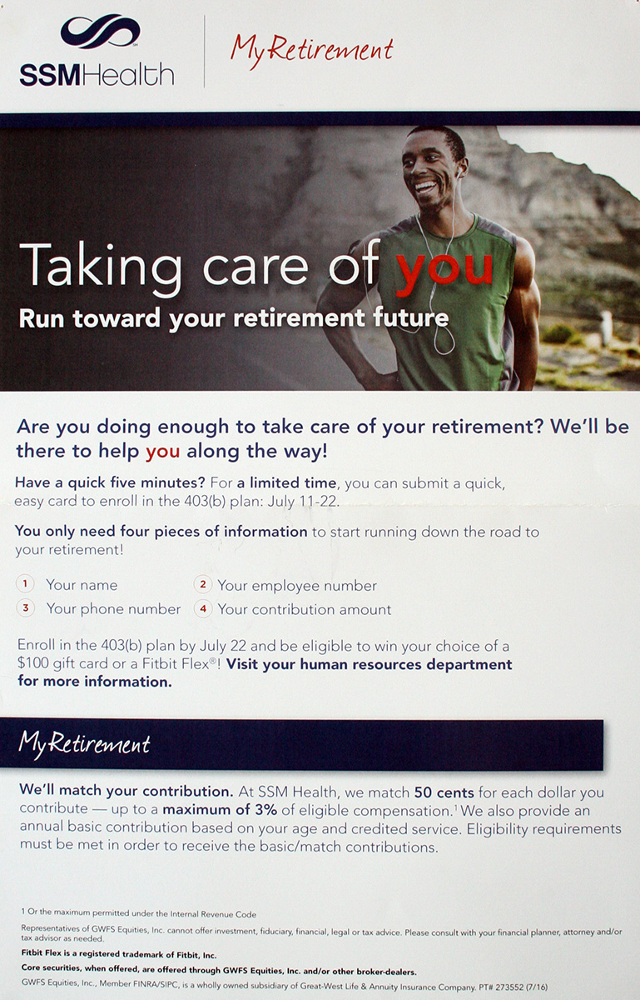 SSMHealth
MyRetirement
Taking care of you
Run toward your retirement future
Are you doing enough to take care of your retirement? We'll be
there to help you along the way!
Have a quick five minutes? For a limited time, you can submit a quick,
easy card to enroll in the 403(b) plan: July 11-22.
You only need four pieces of information to start running down the road to
your retirement!
1 Your name 2 Your employee number
3 Your phone number 4 Your contribution amount
Enroll in the 403(b) plan by July 22 and be eligible to win your choice of a
$100 gift card or a Fitbit Flex®! Visit your human resources department
for more information.
MyRetirement
We'll match your contribution. At SSM Health, we match 50 cents for each dollar you
contribute — up to a maximum of 3% of eligible compensation.¹ We also provide an
annual basic contribution based on your age and credited service. Eligibility requirements
must be met in order to receive the basic/match contributions.
1 Or the maximum permitted under the Internal Revenue Code
Representatives of GWFS Equities, Inc. cannot offer investment, fiduciary, financial, legal or tax advice. Please consult with your financial planner, attorney and/or
tax advisor as needed.
Fitbit Flex is a registered trademark of Fitbit, Inc.
Core securities, when offered, are offered through GWFS Equities, Inc. and/or other broker-dealers.
GWFS Equities, Inc., Member FINRA/SIPC, is a wholly owned subsidiary of Great-West Life & Annuity Insurance Company. PT# 273552 (7/16)